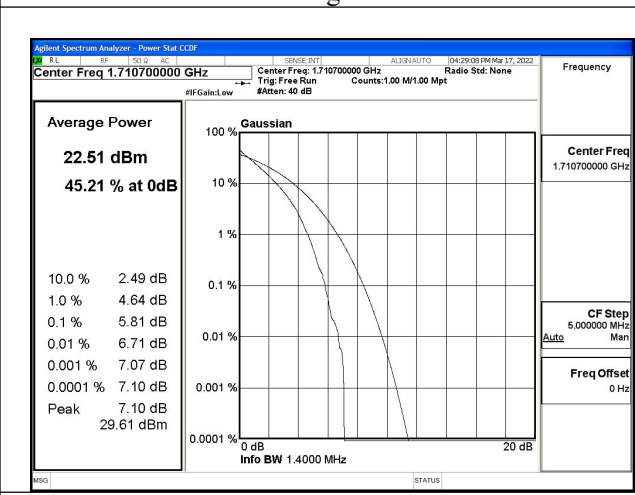 Agilent Spectrum Analyzer - Power Stat CCDF
RL RF 50 Ω AC SENSE:INT ALIGN AUTO 04:29:08 PM Mar 17, 2022
Center Freq 1.710700000 GHz
Center Freq: 1.710700000 GHz Radio Std: None
Trig: Free Run Counts:1.00 M/1.00 Mpt
#IFGain:Low #Atten: 40 dB
Frequency
Average Power
22.51 dBm
45.21 % at 0dB
10.0 % 2.49 dB
1.0 % 4.64 dB
0.1 % 5.81 dB
0.01 % 6.71 dB
0.001 % 7.07 dB
0.0001 % 7.10 dB
Peak 7.10 dB
29.61 dBm
Gaussian
100 %
10 %
1 %
0.1 %
0.01 %
0.001 %
0.0001 %
0 dB 20 dB
Info BW 1.4000 MHz
Center Freq
1.710700000 GHz
CF Step
5.000000 MHz
Auto Man
Freq Offset
0 Hz
MSG STATUS